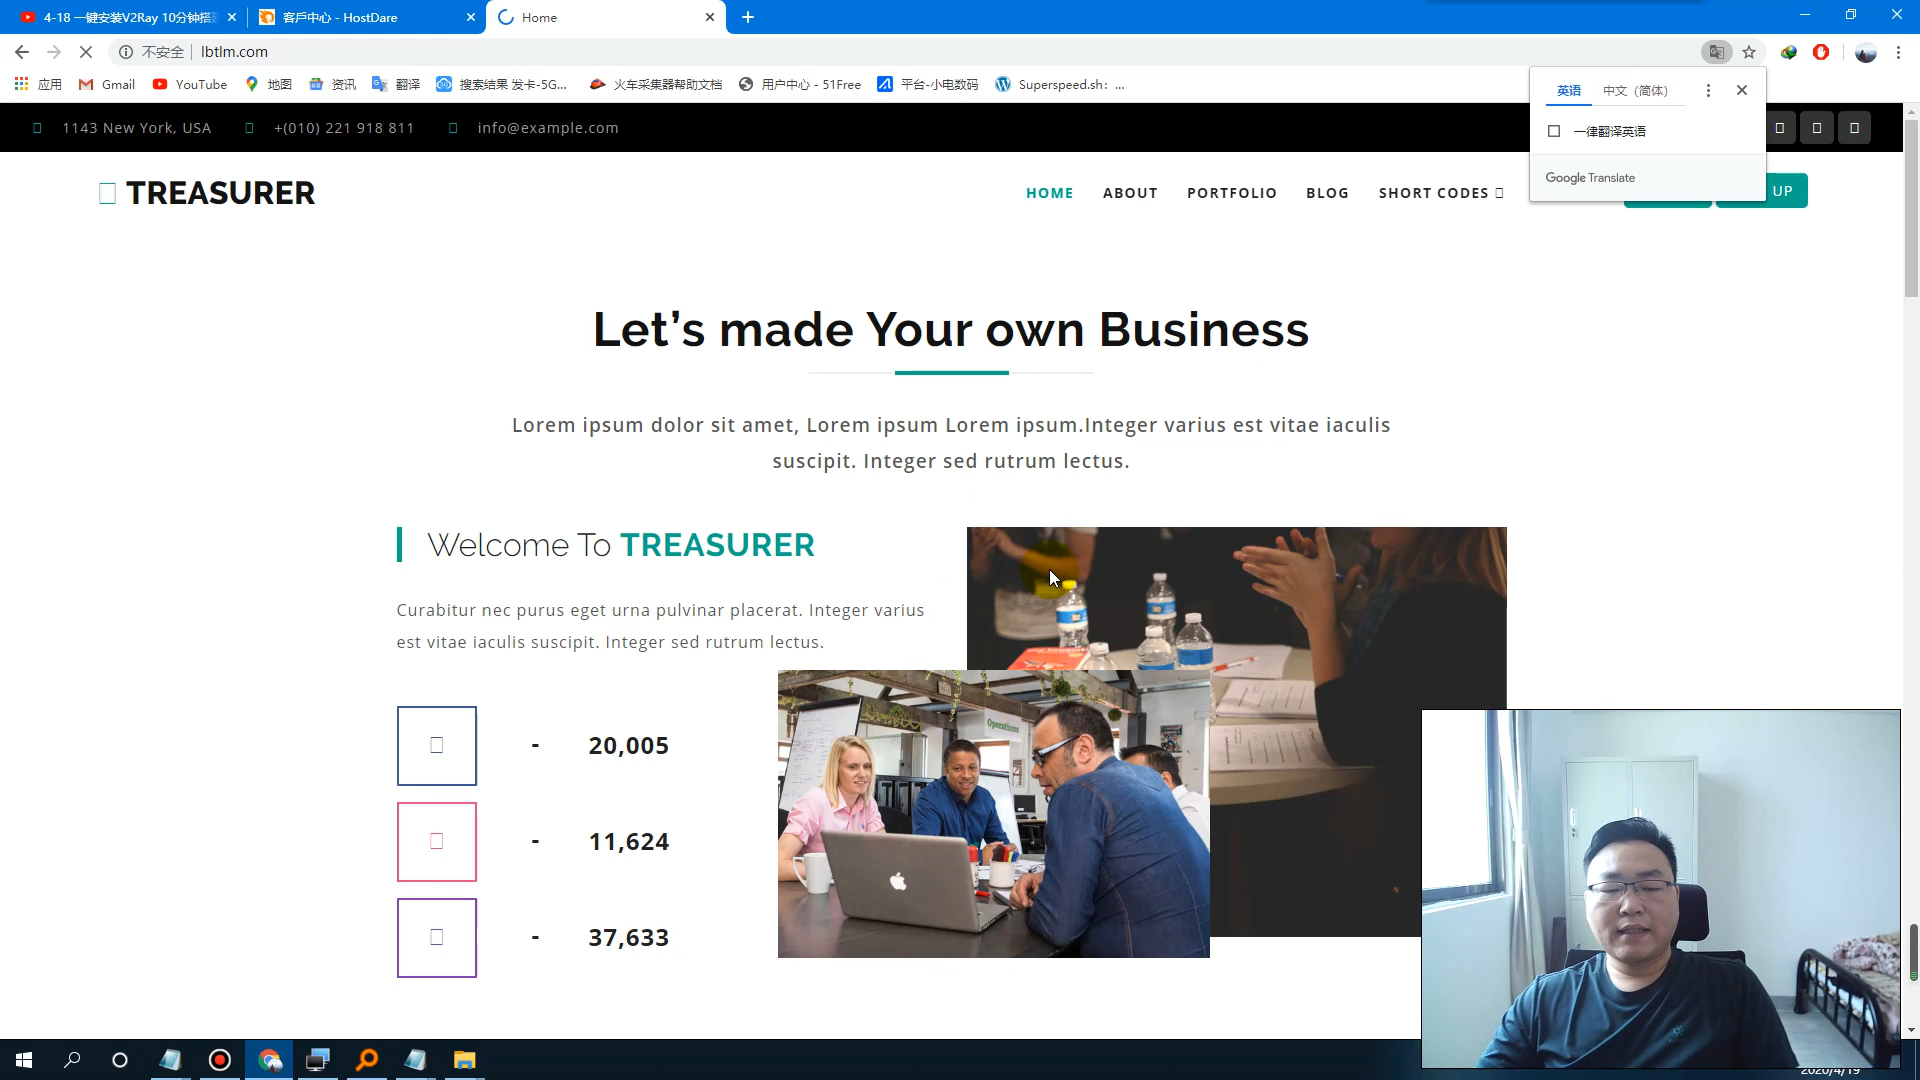 4-18 一键安装V2Ray 10分钟搭
客戶中心 - HostDare
Home
不安全
lbtlm.com
应用
Gmail
YouTube
地图
资讯
翻译
搜索结果 发卡-5G...
火车采集器帮助文档
用户中心 - 51Free
平台-小电数码
Superspeed.sh： ...
英语
中文（简体）
一律翻译英语
Google Translate
1143 New York, USA
+(010) 221 918 811
info@example.com
TREASURER
HOME
ABOUT
PORTFOLIO
BLOG
SHORT CODES
UP
Let’s made Your own Business
Lorem ipsum dolor sit amet, Lorem ipsum Lorem ipsum.Integer varius est vitae iaculis
suscipit. Integer sed rutrum lectus.
Welcome To TREASURER
Curabitur nec purus eget urna pulvinar placerat. Integer varius
est vitae iaculis suscipit. Integer sed rutrum lectus.
- 20,005
- 11,624
- 37,633
Operations
2020/4/19